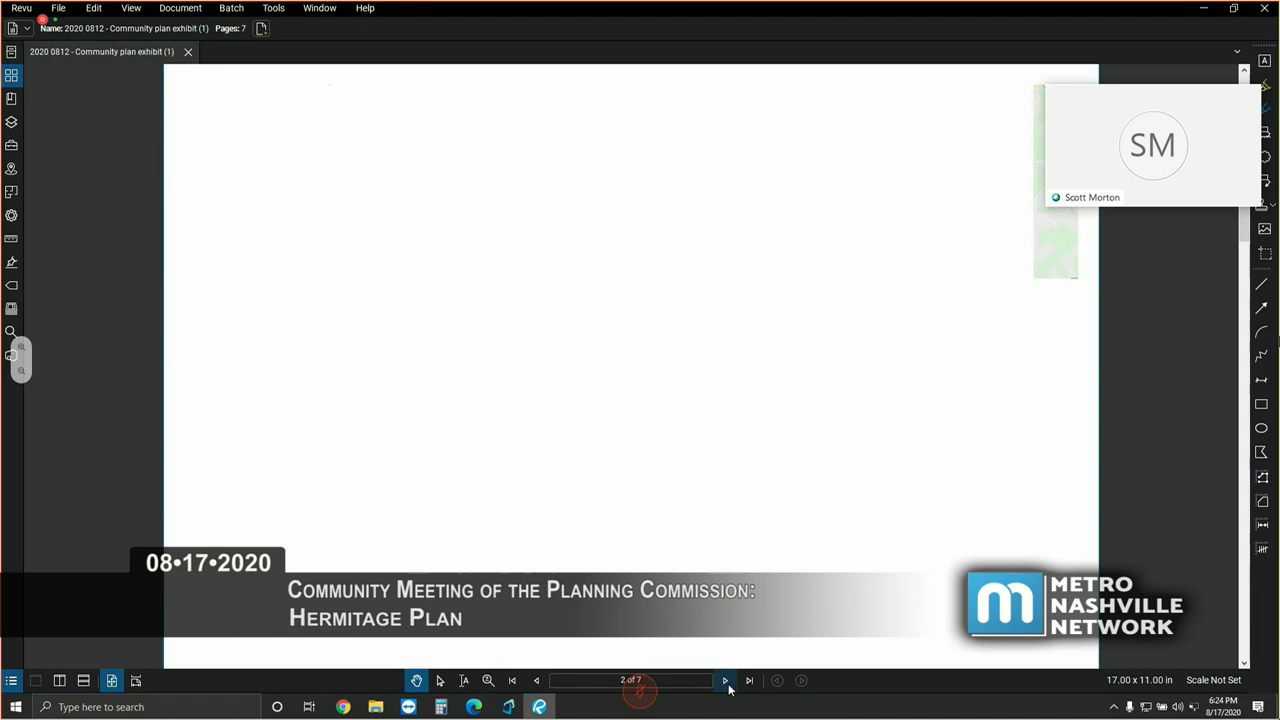 Revu File Edit View Document Batch Tools Window Help
Name: 2020 0812 - Community plan exhibit (1) Pages: 7
2020 0812 - Community plan exhibit (1)
SM
Scott Morton
08•17•2020
COMMUNITY MEETING OF THE PLANNING COMMISSION:
HERMITAGE PLAN
m
METRO
NASHVILLE
NETWORK
2 of 7
17.00 x 11.00 in Scale Not Set
Type here to search
6:24 PM
8/17/2020